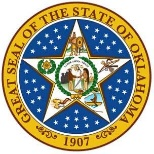 GREAT SEAL OF THE STATE OF OKLAHOMA
1907